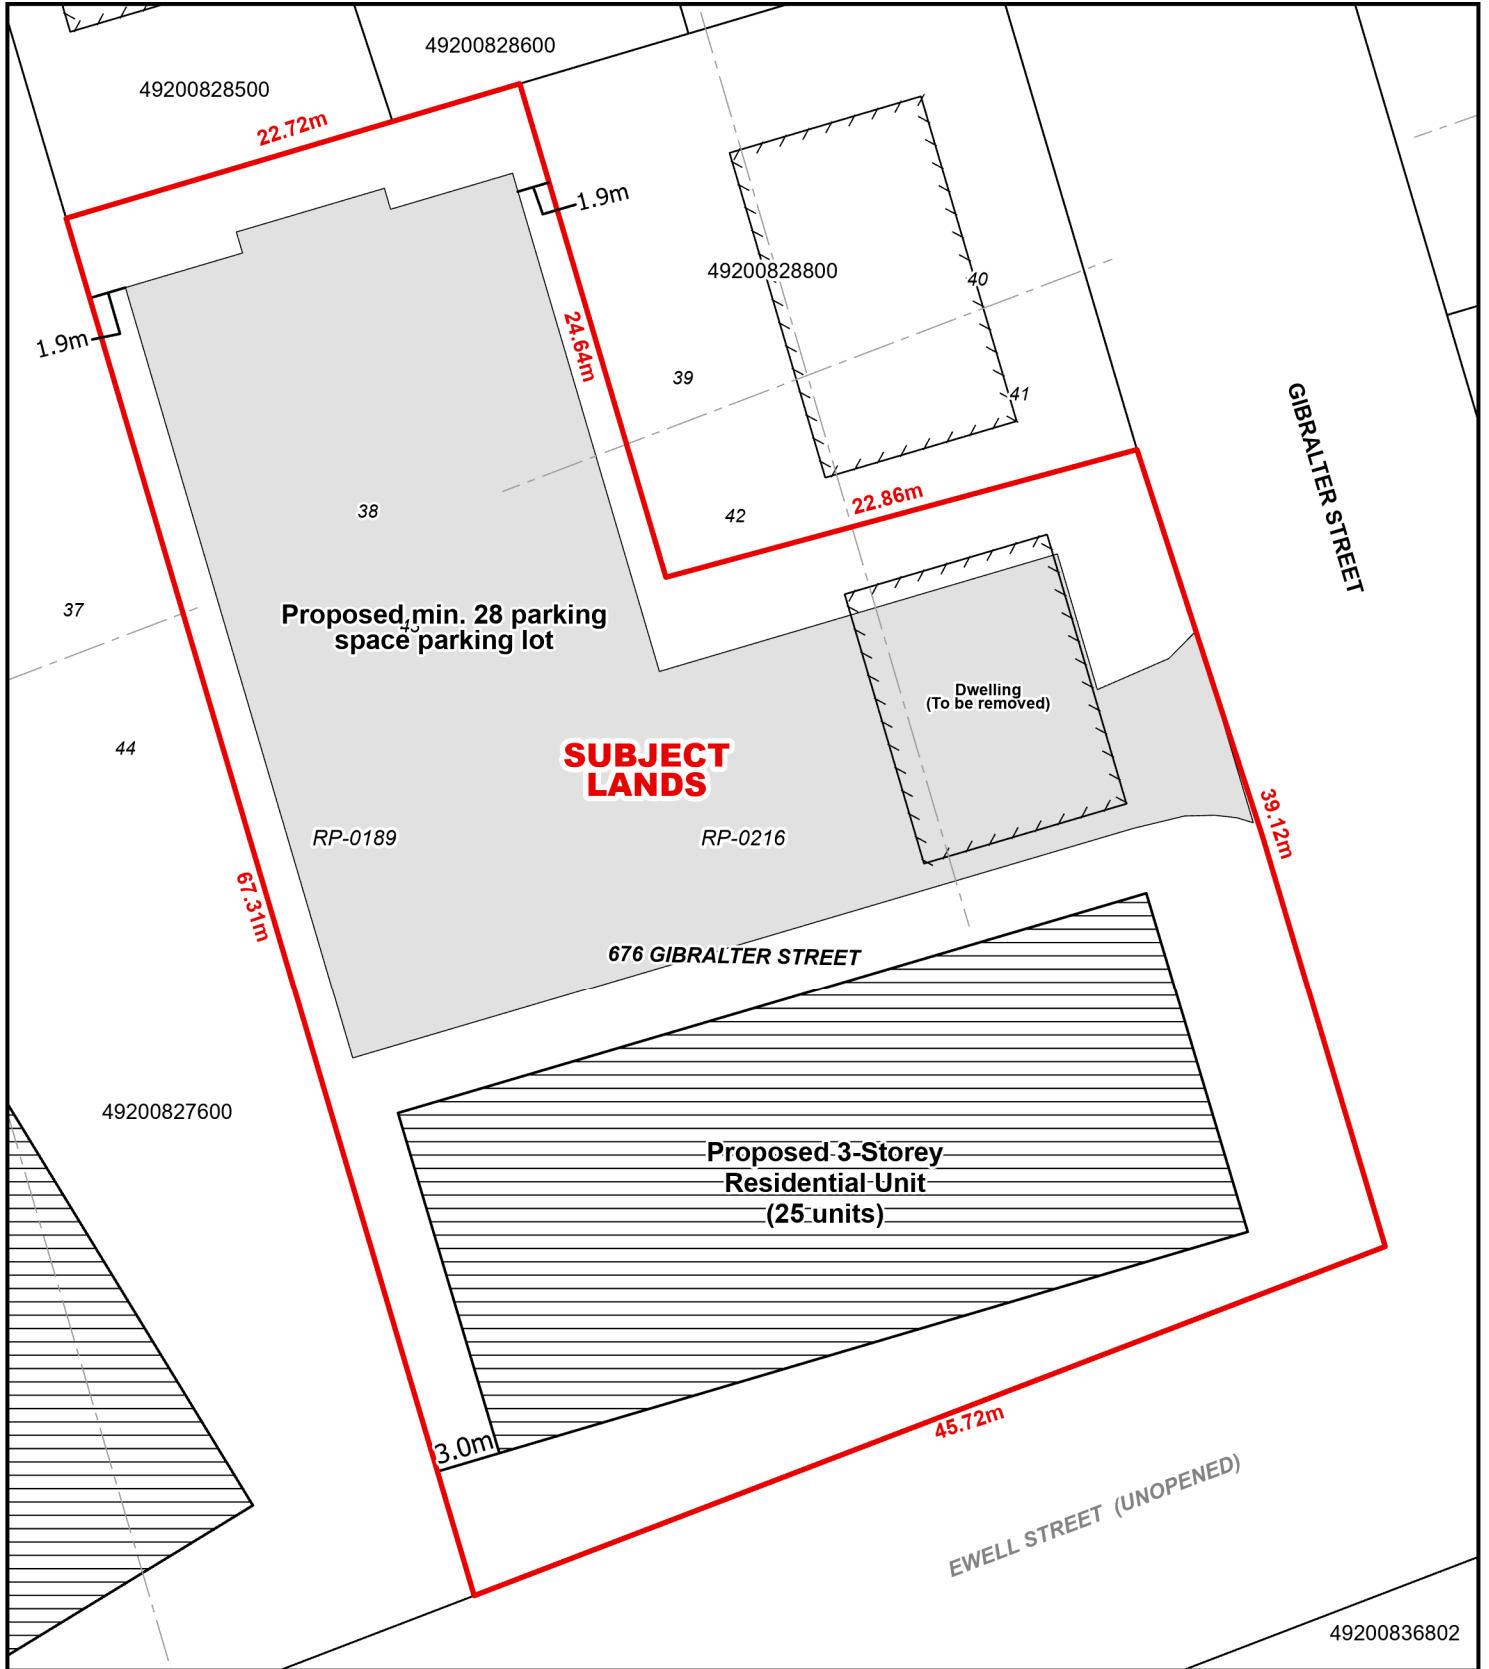 49200828600
49200828500
22.72m
1.9m
49200828800
40
1.9m
24.64m
39
41
GIBRALTER STREET
22.86m
38
42
37
Proposed min. 28 parking
space parking lot
Dwelling
(To be removed)
44
SUBJECT
LANDS
RP-0189
RP-0216
39.12m
67.31m
676 GIBRALTER STREET
49200827600
Proposed 3-Storey
Residential Unit
(25 units)
3.0m
45.72m
EWELL STREET (UNOPENED)
49200836802